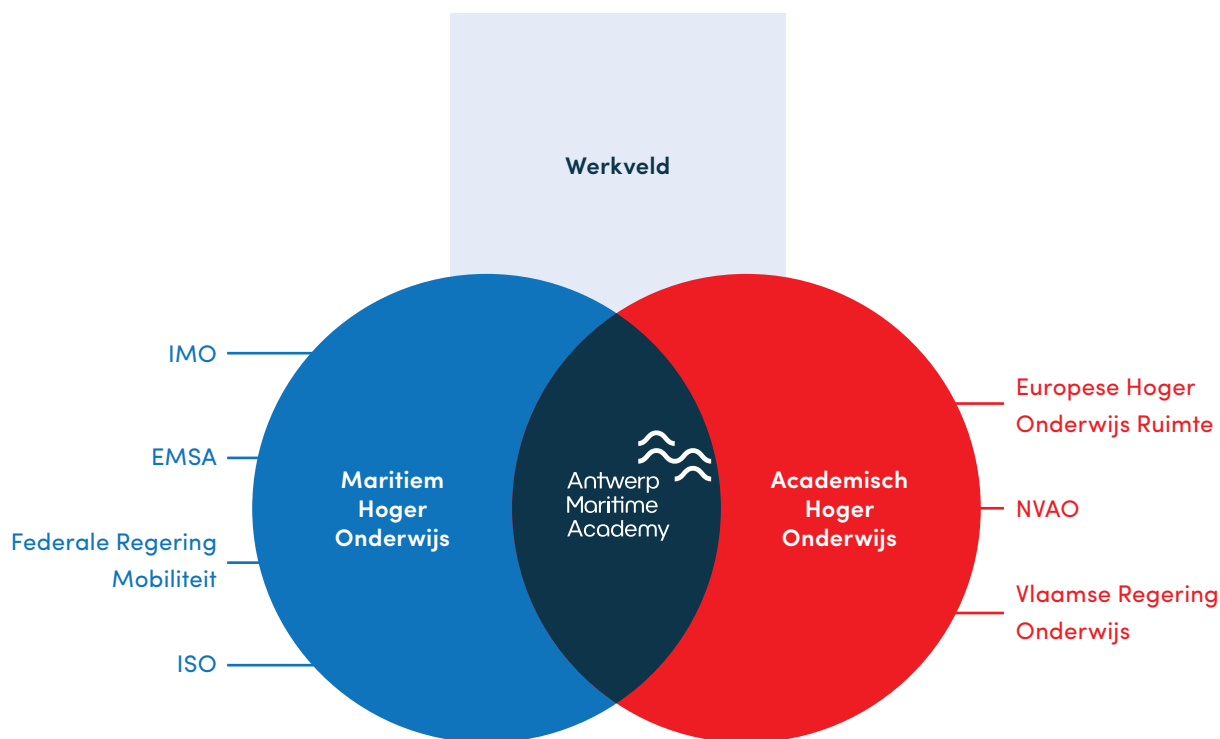 Werkveld
IMO
EMSA
Federale Regering
Mobiliteit
ISO
Maritiem
Hoger
Onderwijs
Antwerp
Maritime
Academy
Academisch
Hoger
Onderwijs
Europese Hoger
Onderwijs Ruimte
NVAO
Vlaamse Regering
Onderwijs